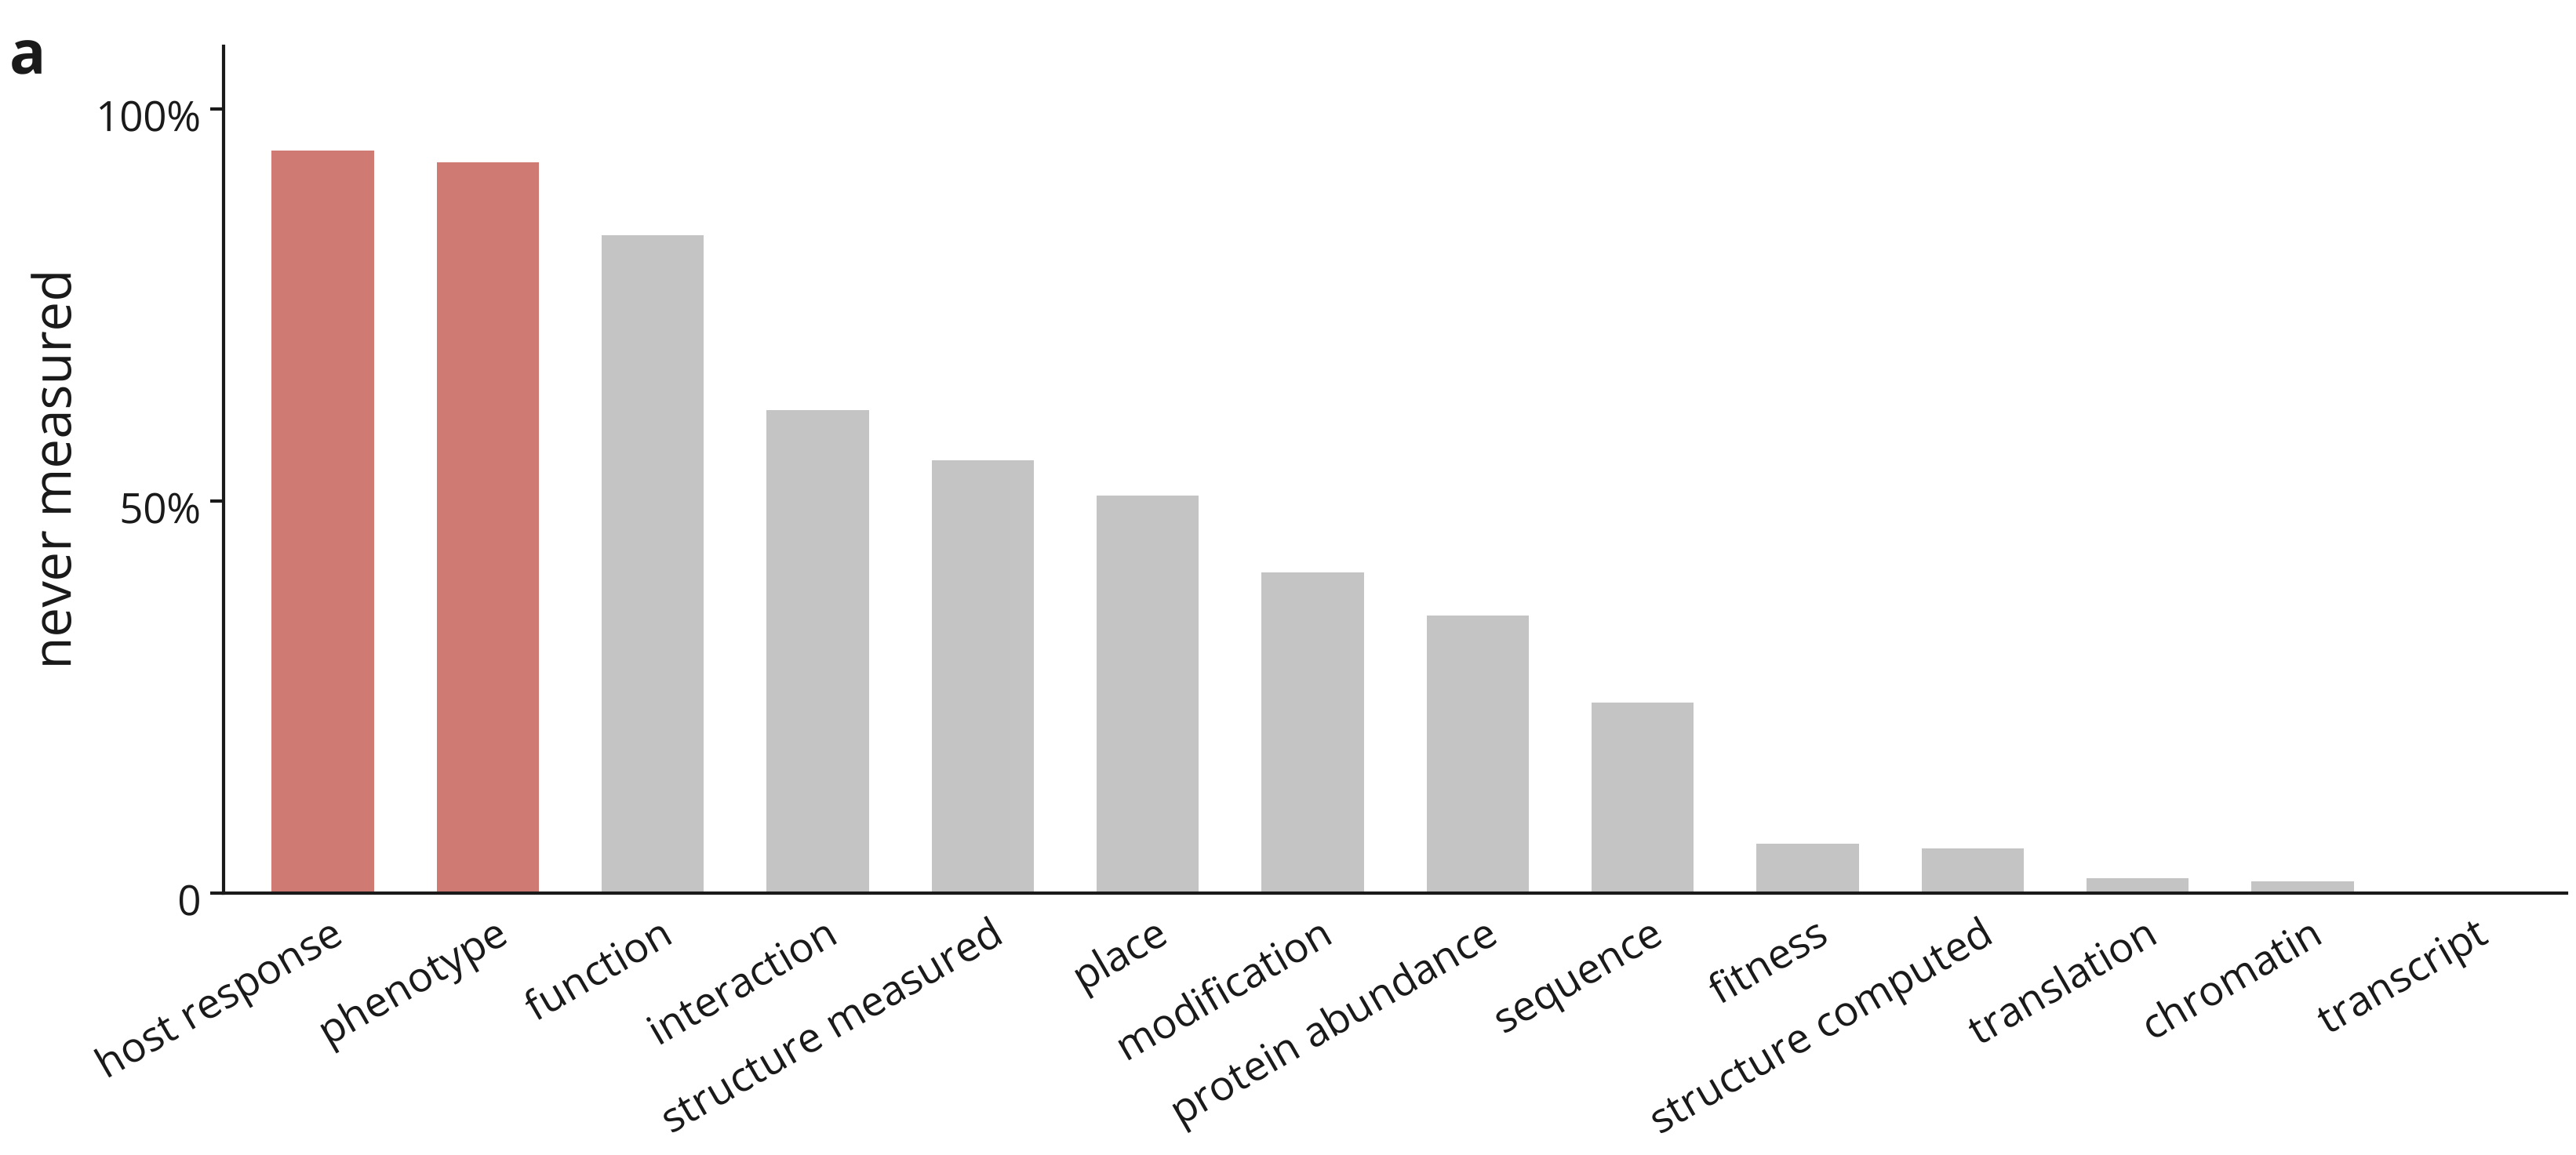 a
100%
50%
0
never measured
host response
phenotype
function
interaction
structure measured
place
modification
protein abundance
sequence
fitness
structure computed
translation
chromatin
transcript